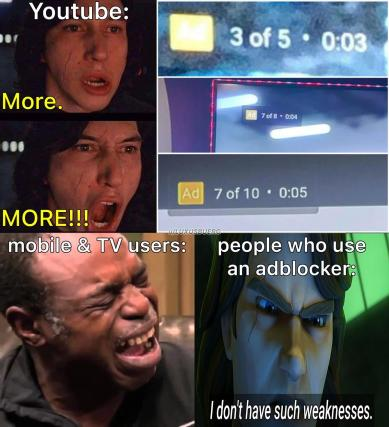 Youtube:
More.
MORE!!!
Ad 3 of 5 • 0:03
Ad 7 of 8 • 0:04
Ad 7 of 10 • 0:05
mobile & TV users:
people who use
an adblocker:
I don't have such weaknesses.